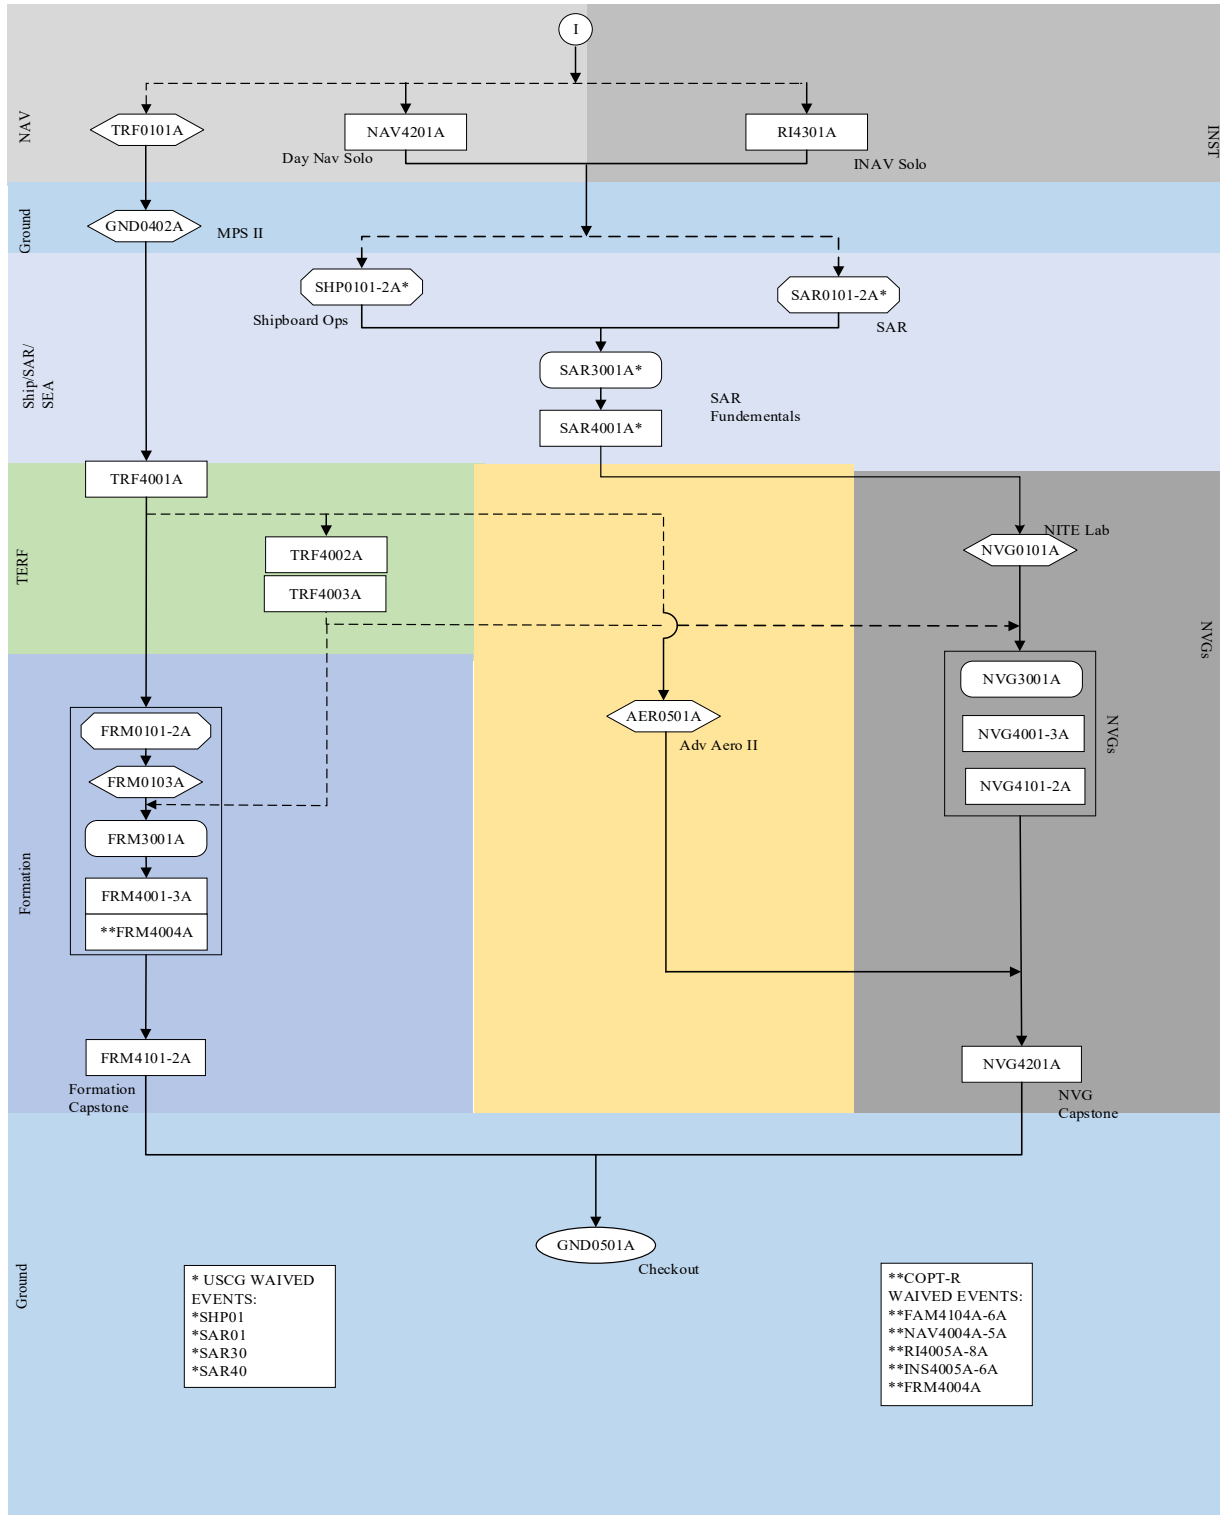 I
NAV
TRF0101A
NAV4201A
Day Nav Solo
RI4301A
INAV Solo
INST
Ground
GND0402A
MPS II
SHP0101-2A*
Shipboard Ops
SAR0101-2A*
SAR
Ship/SAR/
SEA
SAR3001A*
SAR4001A*
SAR
Fundementals
TRF4001A
TERF
TRF4002A
TRF4003A
NITE Lab
NVG0101A
NVGs
NVG3001A
NVG4001-3A
NVG4101-2A
NVGs
AER0501A
Adv Aero II
Formation
FRM0101-2A
FRM0103A
FRM3001A
FRM4001-3A
**FRM4004A
FRM4101-2A
Formation
Capstone
NVG4201A
NVG
Capstone
Ground
GND0501A
Checkout
* USCG WAIVED
EVENTS:
*SHP01
*SAR01
*SAR30
*SAR40
**COPT-R
WAIVED EVENTS:
**FAM4104A-6A
**NAV4004A-5A
**RI4005A-8A
**INS4005A-6A
**FRM4004A